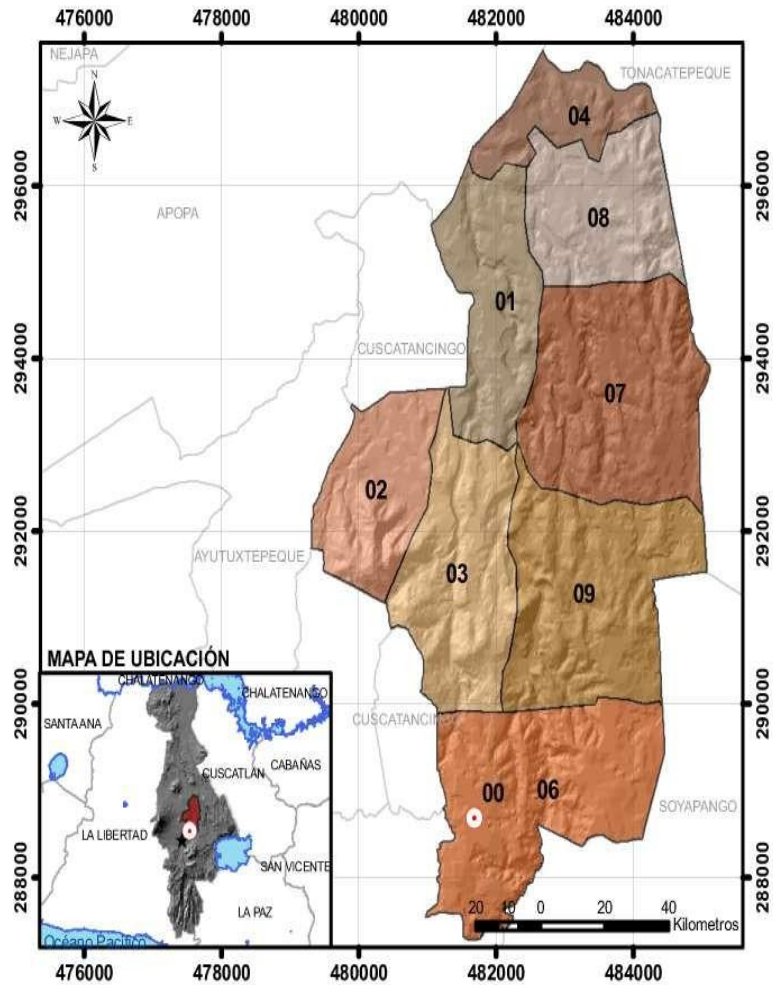 476000 478000 480000 482000 484000
NEJAPA
TONACATEPEQUE
N
W E
S
04
296000 296000
08
APOPA
01
CUSCATANCINGO
294000 294000
07
02
292000 292000
AYUTUXTEPEQUE
03
09
MAPA DE UBICACIÓN
CHALATENANGO
CHALATENANGO
290000 290000
SANTA ANA
CUSCATANCINGO
CUSCATLÁN
CABAÑAS
00 06
SOYAPANGO
LA LIBERTAD
SAN VICENTE
288000 288000
LA PAZ
20 10 0 20 40
Kilometros
Océano Pacífico
476000 478000 480000 482000 484000